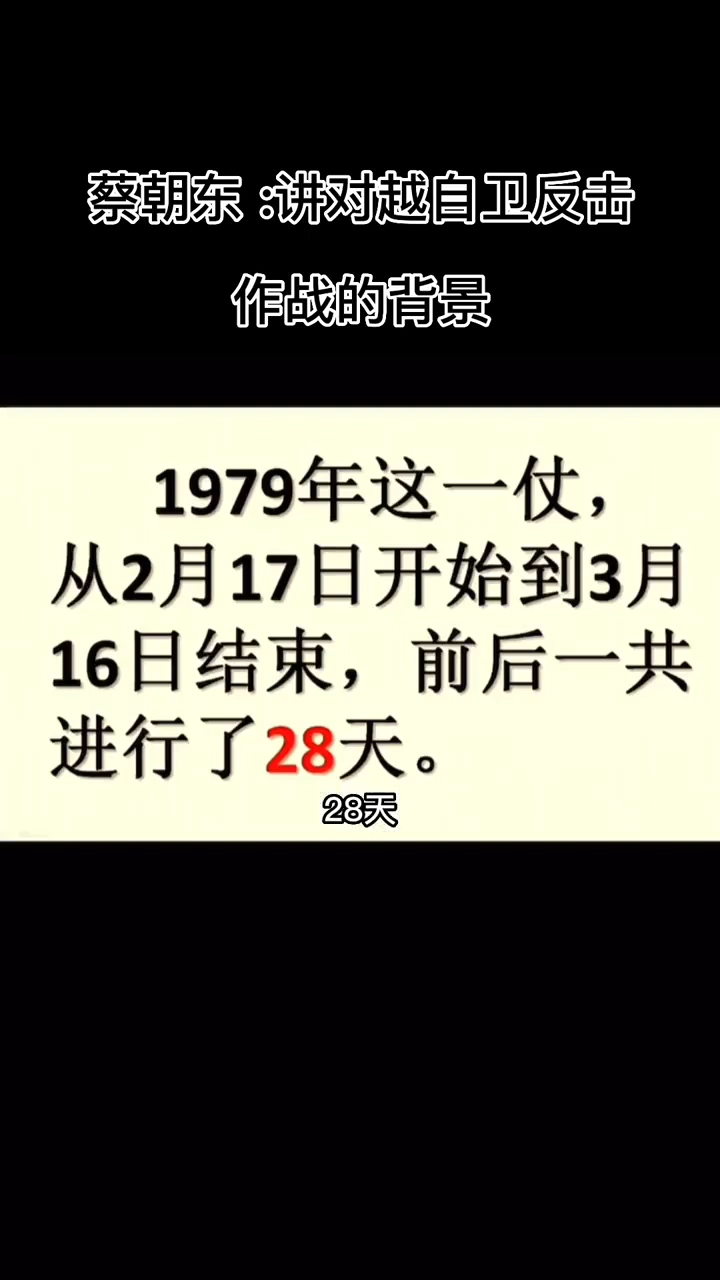 蔡朝东 :讲对越自卫反击
作战的背景
1979年这一仗，
从2月17日开始到3月
16日结束，前后一共
进行了28天。
28天